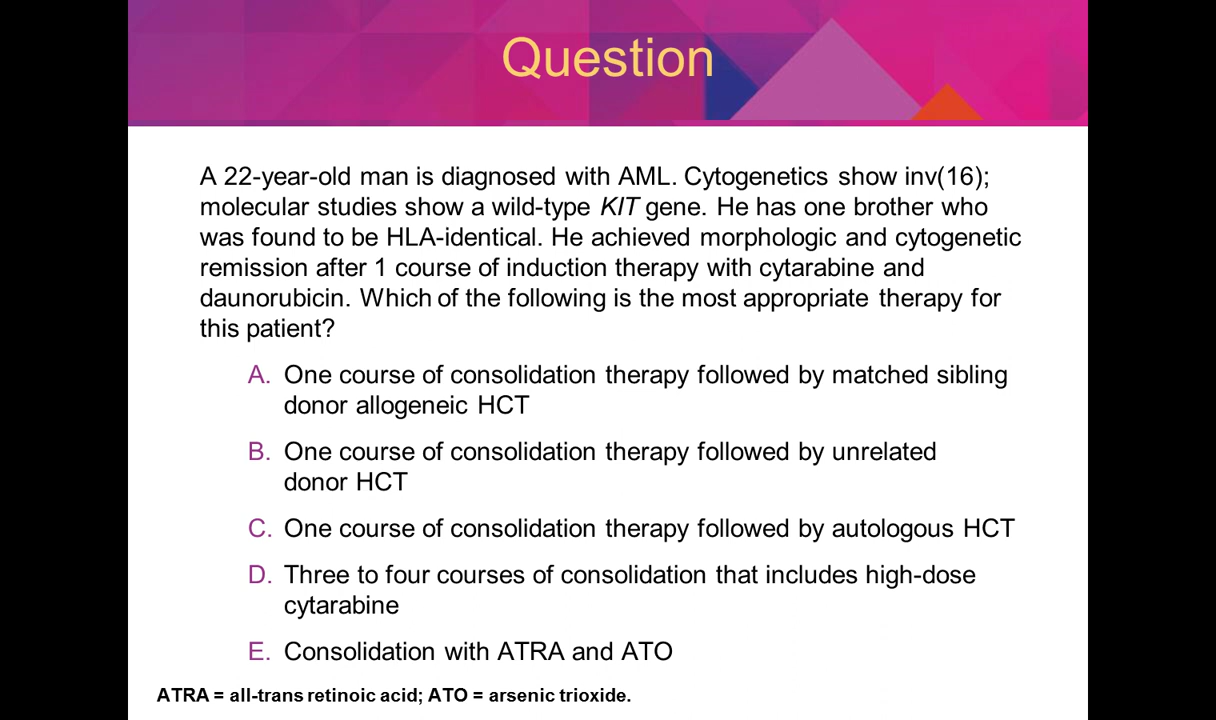 Question
A 22-year-old man is diagnosed with AML. Cytogenetics show inv(16);
molecular studies show a wild-type KIT gene. He has one brother who
was found to be HLA-identical. He achieved morphologic and cytogenetic
remission after 1 course of induction therapy with cytarabine and
daunorubicin. Which of the following is the most appropriate therapy for
this patient?
A. One course of consolidation therapy followed by matched sibling
donor allogeneic HCT
B. One course of consolidation therapy followed by unrelated
donor HCT
C. One course of consolidation therapy followed by autologous HCT
D. Three to four courses of consolidation that includes high-dose
cytarabine
E. Consolidation with ATRA and ATO
ATRA = all-trans retinoic acid; ATO = arsenic trioxide.